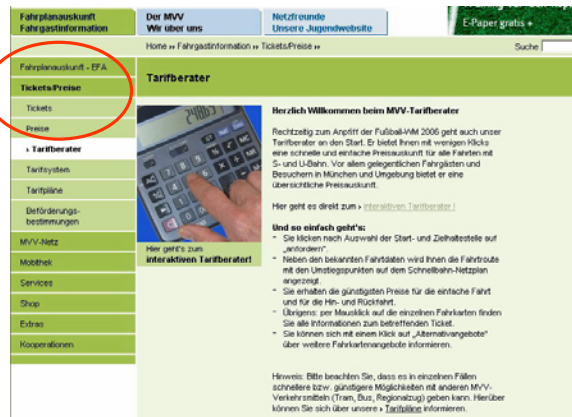 Fahrplanauskunft
Fahrgastinformation
Der MVV
Wir über uns
Netzfreunde
Unsere Jugendwebsite
E-Paper gratis +
Home » Fahrgastinformation » Tickets/Preise »
Suche
Fahrplanauskunft - EFA
Tickets/Preise
Tickets
Preise
› Tarifberater
Tarifsystem
Tarifpläne
Beförderungs-
bestimmungen
MVV-Netz
Mobithek
Services
Shop
Extras
Kooperationen
Tarifberater
Hier geht's zum
interaktiven Tarifberater!
Herzlich Willkommen beim MVV-Tarifberater
Rechtzeitig zum Anpfiff der Fußball-WM 2006 geht auch unser
Tarifberater an den Start. Er bietet Ihnen mit wenigen Klicks
eine schnelle und einfache Preisauskunft für alle Fahrten mit
S- und U-Bahn. Vor allem gelegentlichen Fahrgästen und
Besuchern in München und Umgebung bietet er eine
übersichtliche Preisauskunft.
Hier geht es direkt zum › interaktiven Tarifberater !
Und so einfach geht's:
- Sie klicken nach Auswahl der Start- und Zielhaltestelle auf
„anfordern“.
- Neben den bekannten Fahrtdaten wird Ihnen die Fahrtroute
mit den Umstiegspunkten auf dem Schnellbahn-Netzplan
angezeigt.
- Sie erhalten die günstigsten Preise für die einfache Fahrt
und für die Hin- und Rückfahrt.
- Übrigens: per Mausklick auf die einzelnen Fahrkarten finden
Sie alle Informationen zum betreffenden Ticket.
- Sie können sich mit einem Klick auf „Alternativangebote“
über weitere Fahrkartenangebote informieren.
Hinweis: Bitte beachten Sie, dass es in einzelnen Fällen
schnellere bzw. günstigere Möglichkeiten mit anderen MVV-
Verkehrsmitteln (Tram, Bus, Regionalzug) geben kann. Hierüber
können Sie sich über unsere › Tarifpläne informieren.